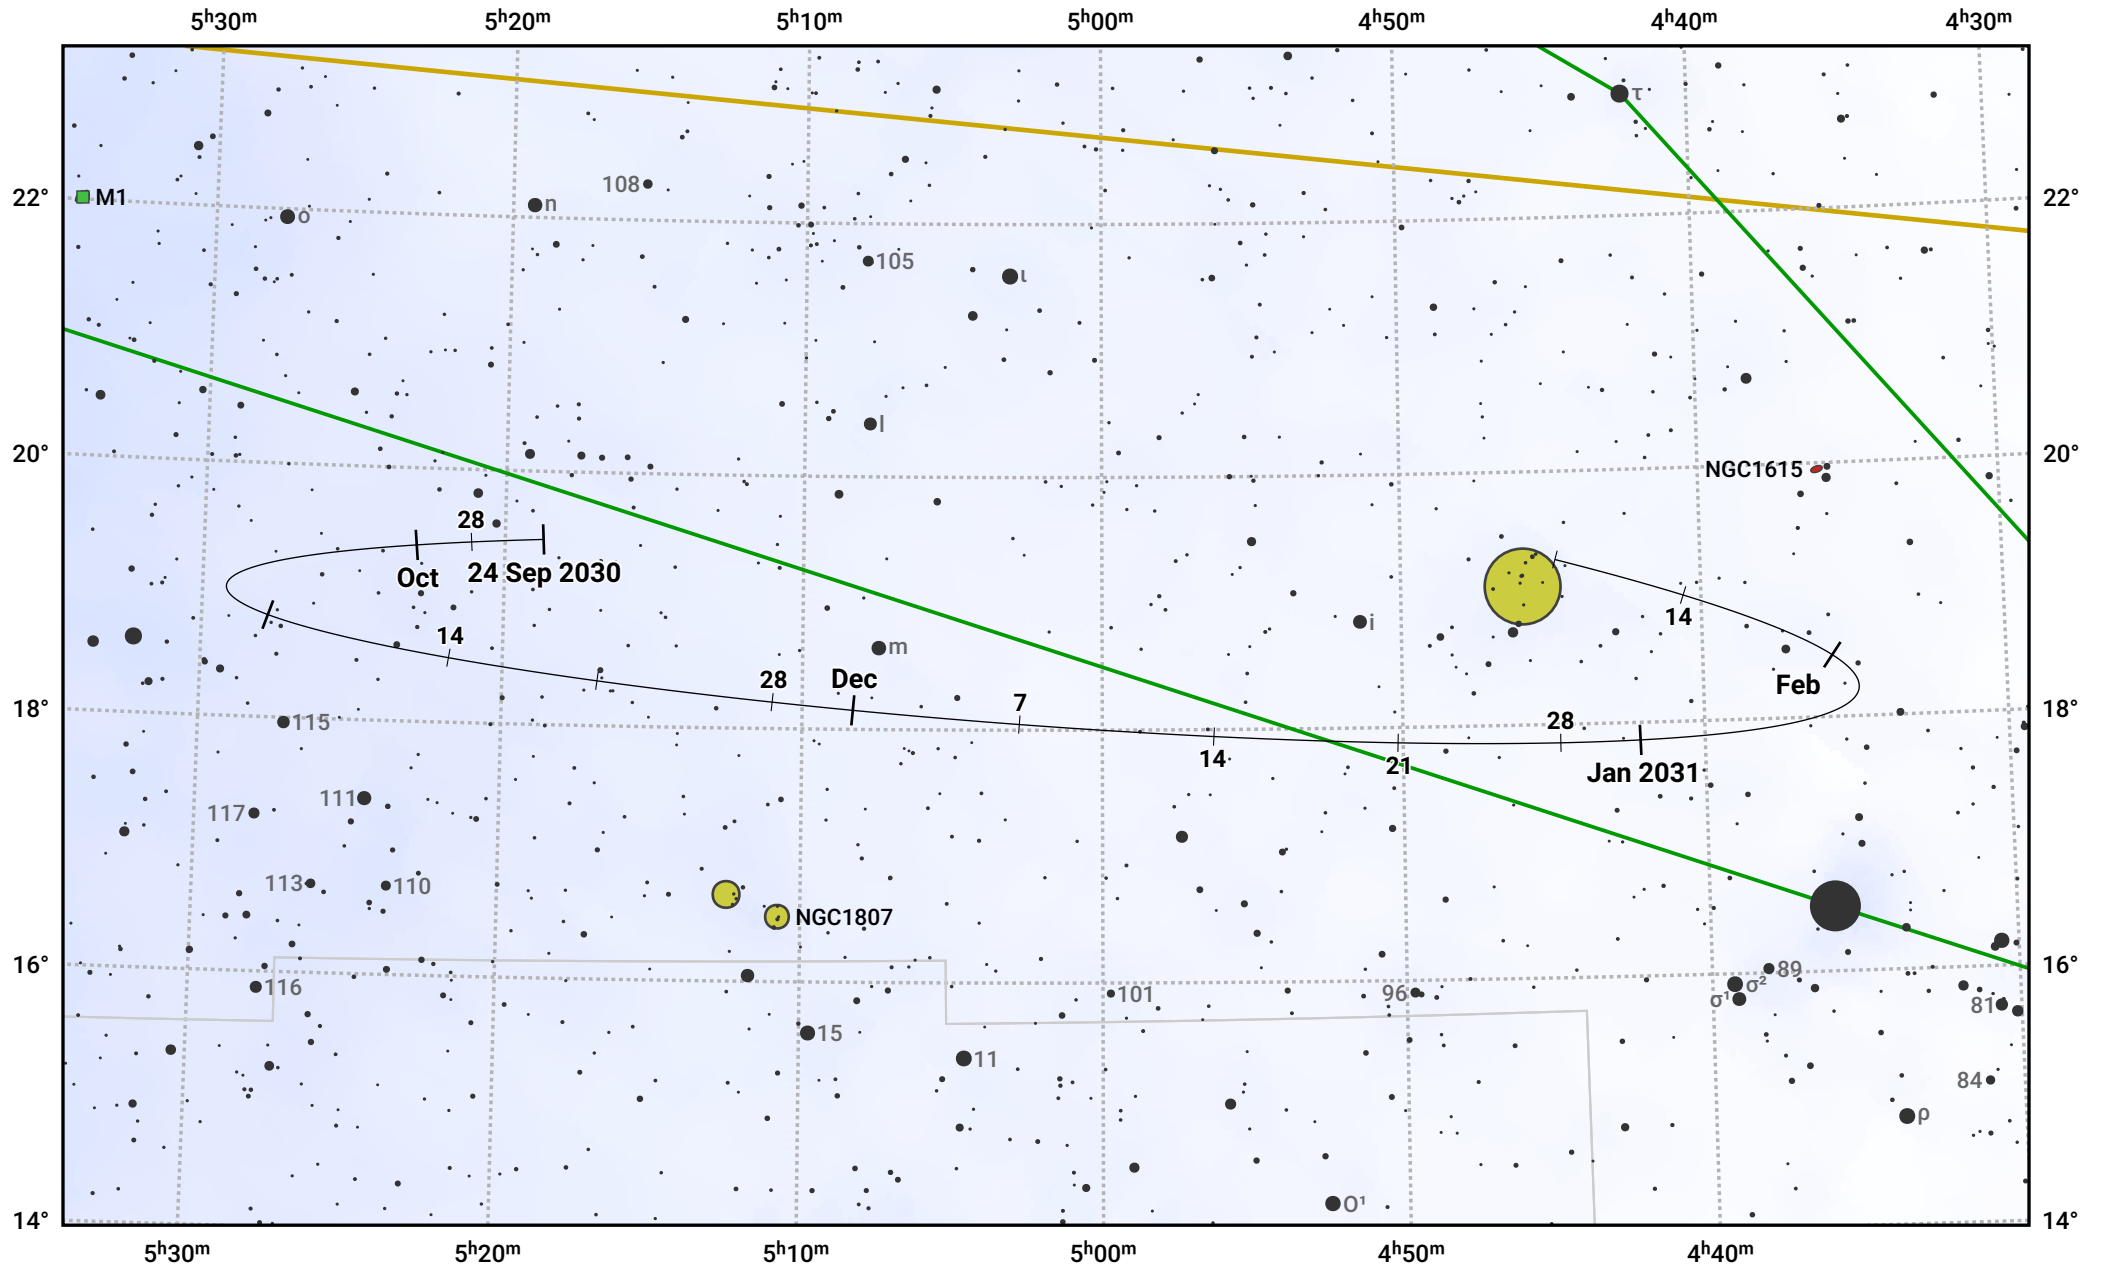 5ʰ30ᵐ 5ʰ20ᵐ 5ʰ10ᵐ 5ʰ00ᵐ 4ʰ50ᵐ 4ʰ40ᵐ 4ʰ30ᵐ
τ
22° M1 ο 108 n 22°
105 ι
l
20° NGC1615 20°
28
Oct 24 Sep 2030
14
14
i
m
28 Dec 7 Feb
18° 115 28 18°
14 21 Jan 2031
111
117
113 110
NGC1807
16° 116 101 96 σ¹ σ² 89 16°
81
15
11
84
ρ
O¹
14° 14°
5ʰ30ᵐ 5ʰ20ᵐ 5ʰ10ᵐ 5ʰ00ᵐ 4ʰ50ᵐ 4ʰ40ᵐ